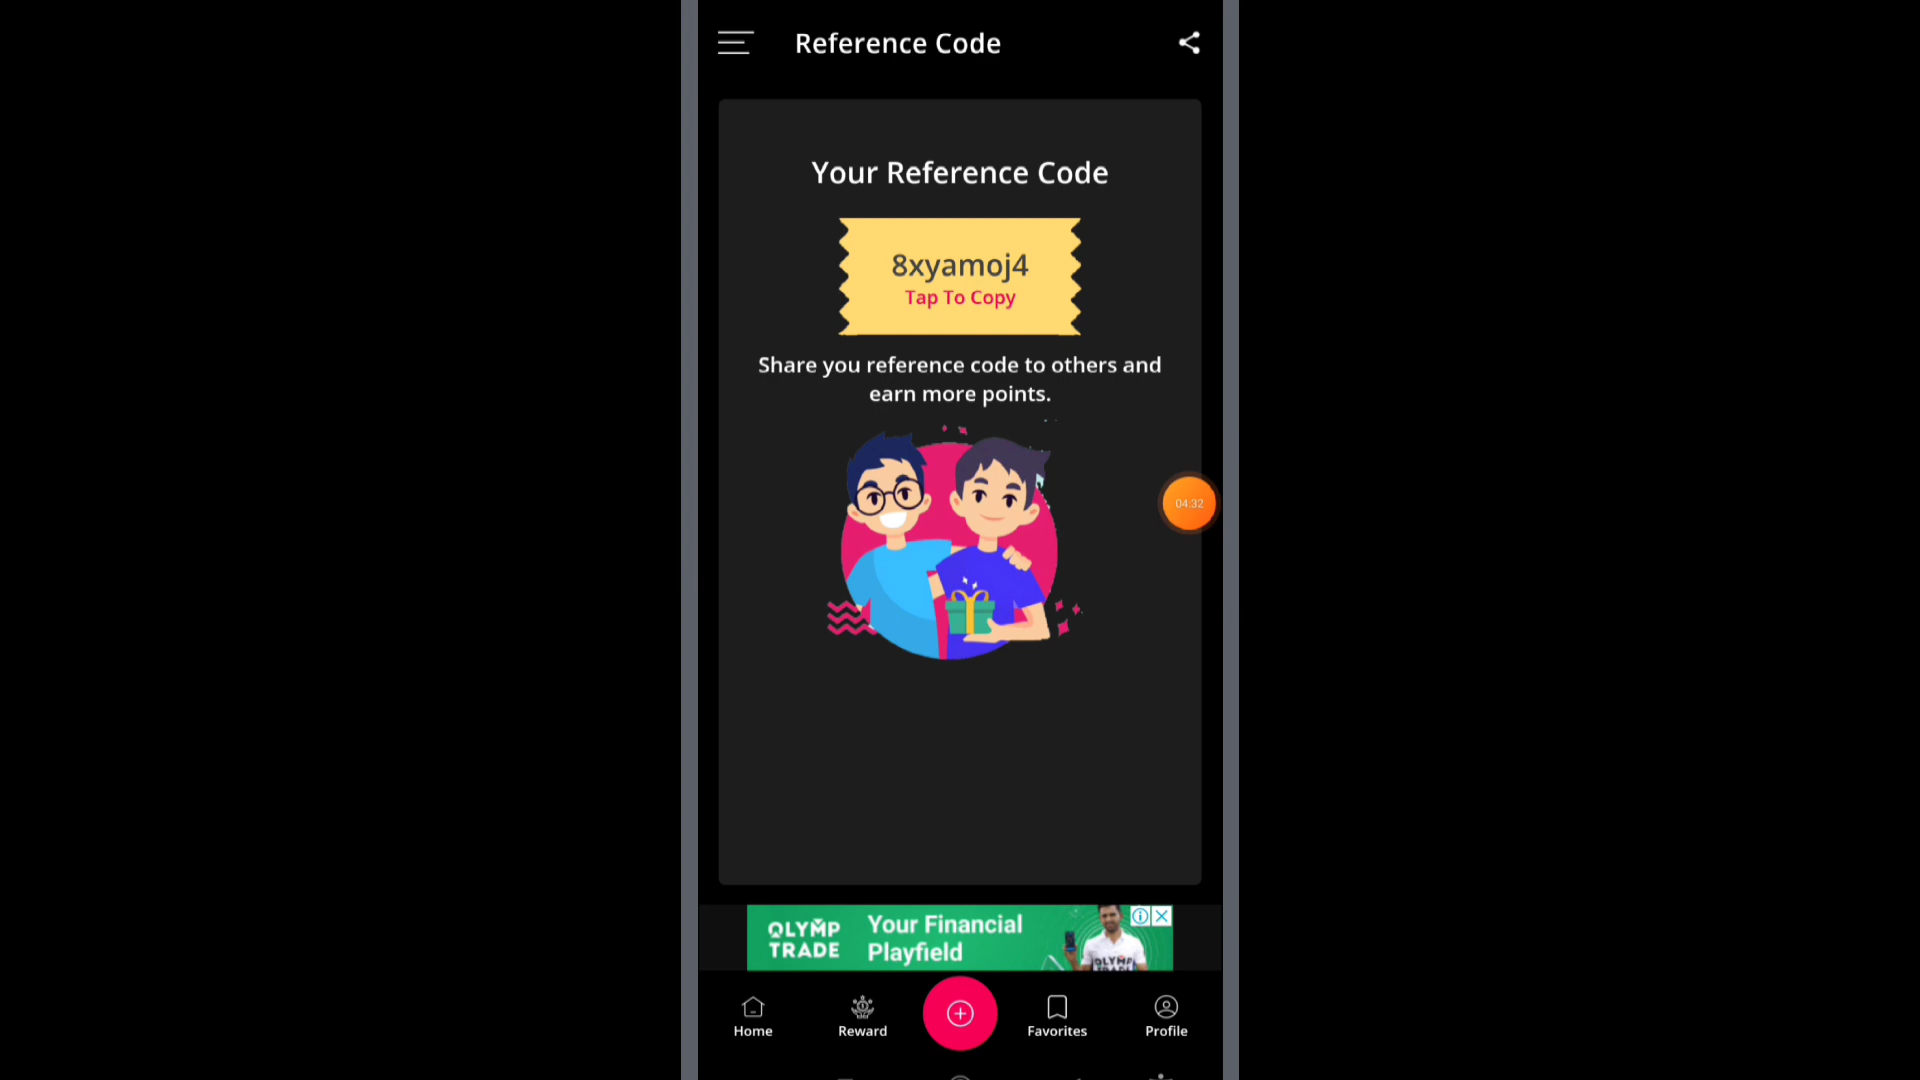 Reference Code
Your Reference Code
8xyamoj4
Tap To Copy
Share you reference code to others and
earn more points.
04:32
OLYMP
TRADE
Your Financial
Playfield
OLYMP
Home
Reward
Favorites
Profile